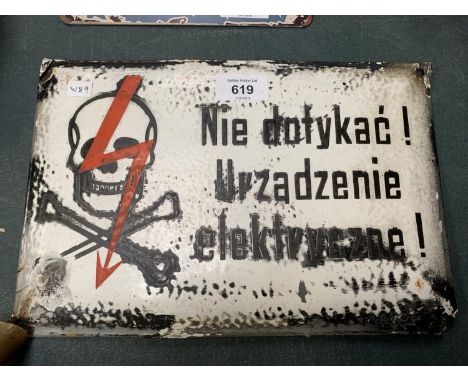 W89
619
Nie dotykać!
Urządzenie
elektryczne!